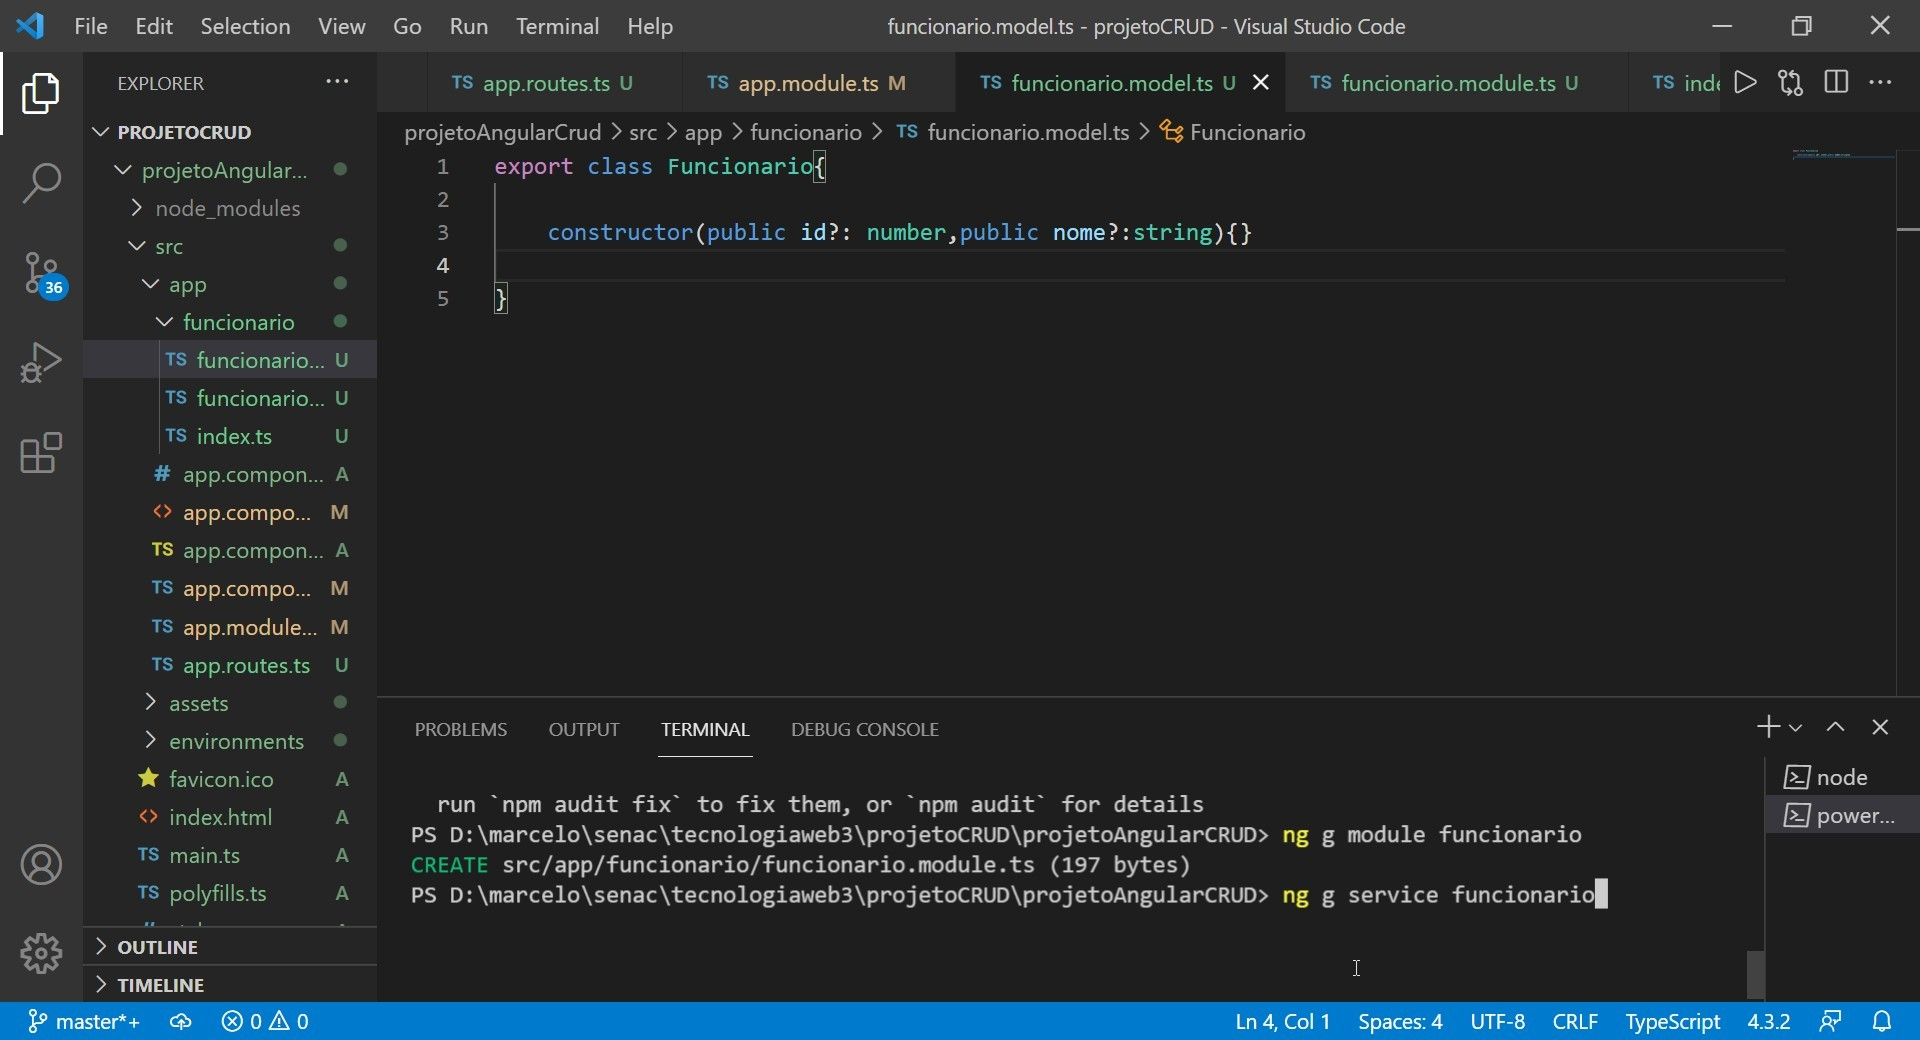 File Edit Selection View Go Run Terminal Help funcionario.model.ts - projetoCRUD - Visual Studio Code
EXPLORER
TS app.routes.ts U TS app.module.ts M TS funcionario.model.ts U TS funcionario.module.ts U TS inde
PROJETOCRUD
projetoAngularCrud > src > app > funcionario > TS funcionario.model.ts > Funcionario
projetoAngular...
node_modules
src
app
funcionario
TS funcionario... U
TS funcionario... U
TS index.ts U
# app.compon... A
<> app.compo... M
TS app.compon... A
TS app.compo... M
TS app.module... M
TS app.routes.ts U
assets
environments
favicon.ico A
<> index.html A
TS main.ts A
TS polyfills.ts A
OUTLINE
TIMELINE
36
1 export class Funcionario{
2
3 constructor(public id?: number,public nome?:string){}
4
5 }
PROBLEMS OUTPUT TERMINAL DEBUG CONSOLE
run `npm audit fix` to fix them, or `npm audit` for details
PS D:\marcelo\senac\tecnologiaweb3\projetoCRUD\projetoAngularCRUD> ng g module funcionario
CREATE src/app/funcionario/funcionario.module.ts (197 bytes)
PS D:\marcelo\senac\tecnologiaweb3\projetoCRUD\projetoAngularCRUD> ng g service funcionario
node
power...
master*+ 0 0 Ln 4, Col 1 Spaces: 4 UTF-8 CRLF TypeScript 4.3.2